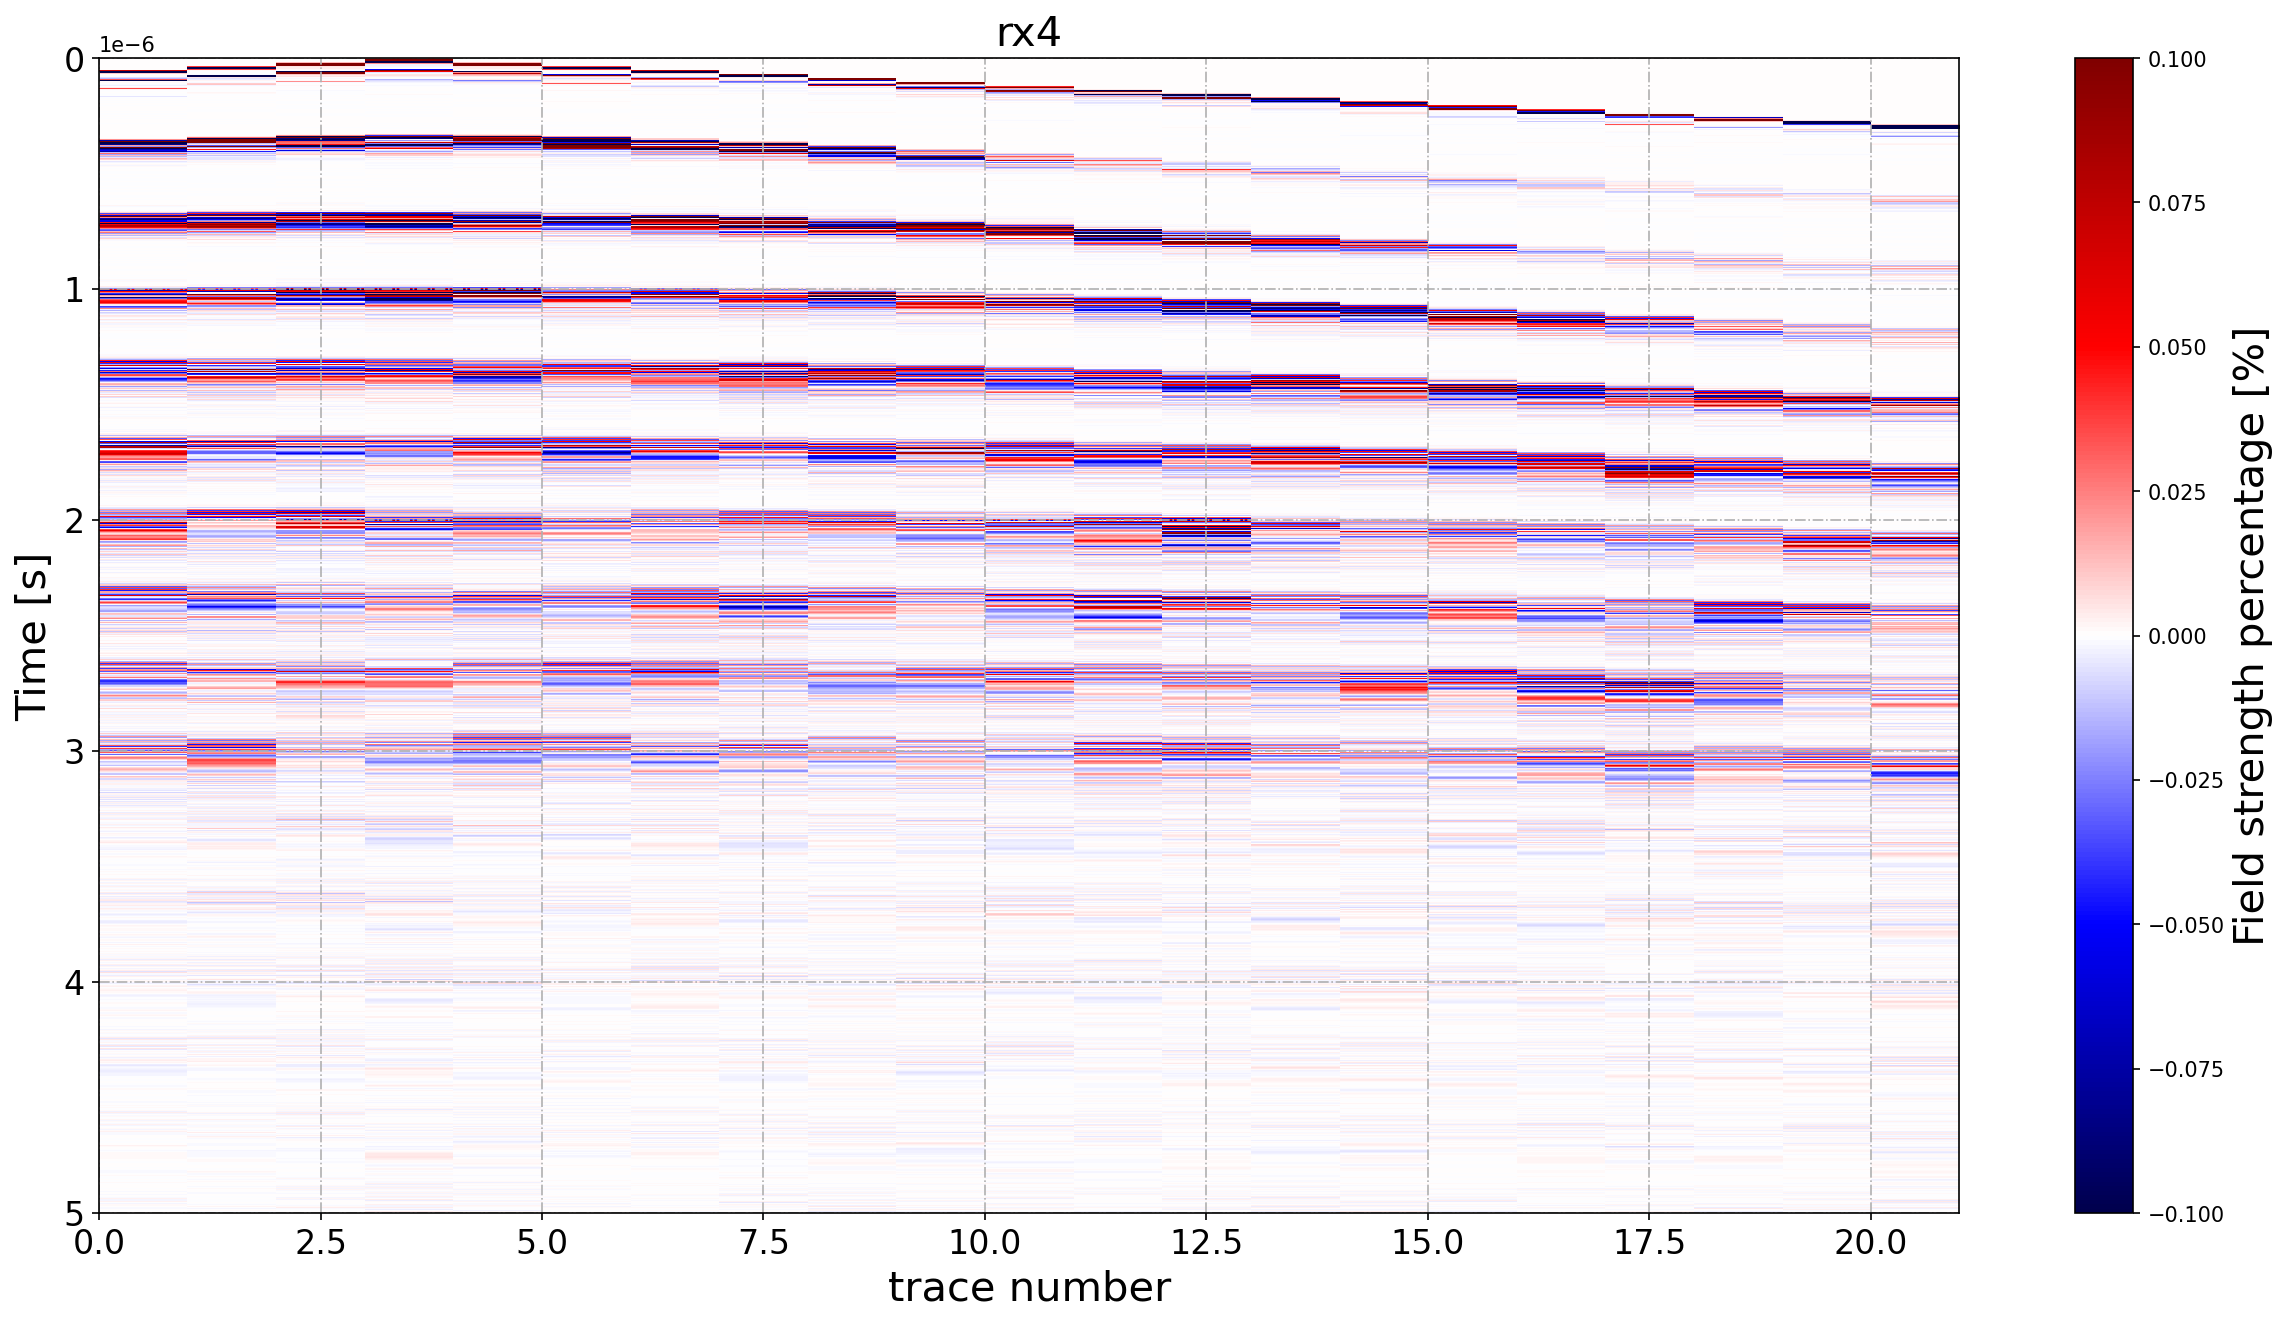 rx4
1e−6
0
1
2
3
4
5
Time [s]
0.0 2.5 5.0 7.5 10.0 12.5 15.0 17.5 20.0
trace number
0.100
0.075
0.050
0.025
0.000
−0.025
−0.050
−0.075
−0.100
Field strength percentage [%]